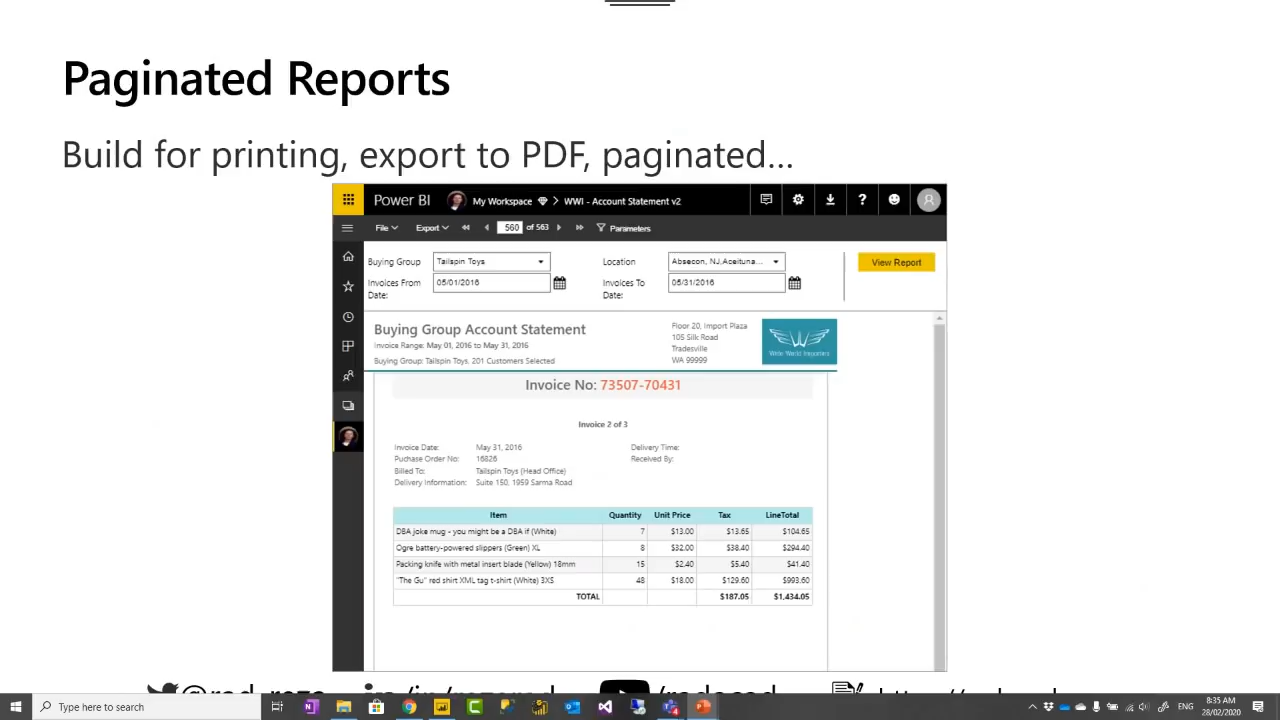 Paginated Reports
Build for printing, export to PDF, paginated...
Power BI My Workspace > WWI - Account Statement v2
File Export 560 of 563 Parameters
Buying Group Tailspin Toys Location Absecon, NJ,Aceituna... View Report
Invoices From Date: 05/01/2016 Invoices To Date: 05/31/2016
Buying Group Account Statement
Invoice Range: May 01, 2016 to May 31, 2016
Buying Group: Tailspin Toys. 201 Customers Selected
Floor 20, Import Plaza
105 Silk Road
Tradesville
WA 99999
Wide World Importers
Invoice No: 73507-70431
Invoice 2 of 3
Invoice Date: May 31, 2016 Delivery Time:
Puchase Order No: 16826 Received By:
Billed To: Tailspin Toys (Head Office)
Delivery Information: Suite 150, 1959 Sarma Road
Item Quantity Unit Price Tax LineTotal
DBA joke mug - you might be a DBA if (White) 7 $13.00 $13.65 $104.65
Ogre battery-powered slippers (Green) XL 8 $32.00 $38.40 $294.40
Packing knife with metal insert blade (Yellow) 18mm 15 $2.40 $5.40 $41.40
"The Gu" red shirt XML tag t-shirt (White) 3XS 48 $18.00 $129.60 $993.60
TOTAL $187.05 $1,434.05
Type here to search
8:35 AM
28/02/2020